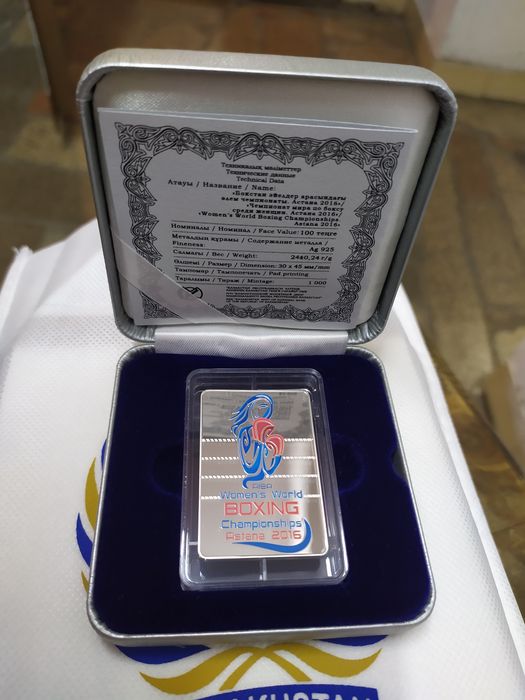 Техникалық мәліметтер
Технические данные
Technical Data
Атауы / Название / Name:
«Бокстан әйелдер арасындағы
әлем чемпионаты. Астана 2016»/
«Чемпионат мира по боксу
среди женщин. Астана 2016»/
«Women's World Boxing Championships.
Astana 2016»
Номиналы / Номинал / Face Value: 100 теңге
Металдың құрамы / Содержание металла /
Fineness: Ag 925
Салмағы / Вес / Weight: 24±0,24 г/g
Өлшемі / Размер / Dimension: 30 x 45 мм/mm
Тампомөр / Тампопечать / Pad printing
Таралымы / Тираж / Mintage: 1 000
AIBA
Women's World
BOXING
Championships
Astana 2016